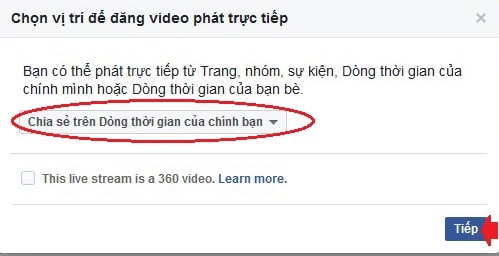 Chọn vị trí để đăng video phát trực tiếp
Bạn có thể phát trực tiếp từ Trang, nhóm, sự kiện, Dòng thời gian của
chính mình hoặc Dòng thời gian của bạn bè.
Chia sẻ trên Dòng thời gian của chính bạn
This live stream is a 360 video. Learn more.
Tiếp